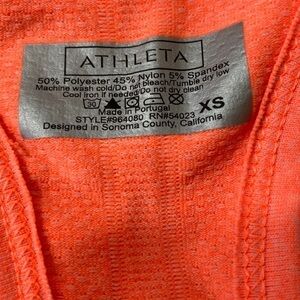 ATHLETA
50% Polyester 45% Nylon 5% Spandex
Machine wash cold/Do not bleach/Tumble dry low
Cool iron if needed/Do not dry clean
30
Made in Portugal
XS
STYLE#964080 RN#54023
Designed in Sonoma County, California